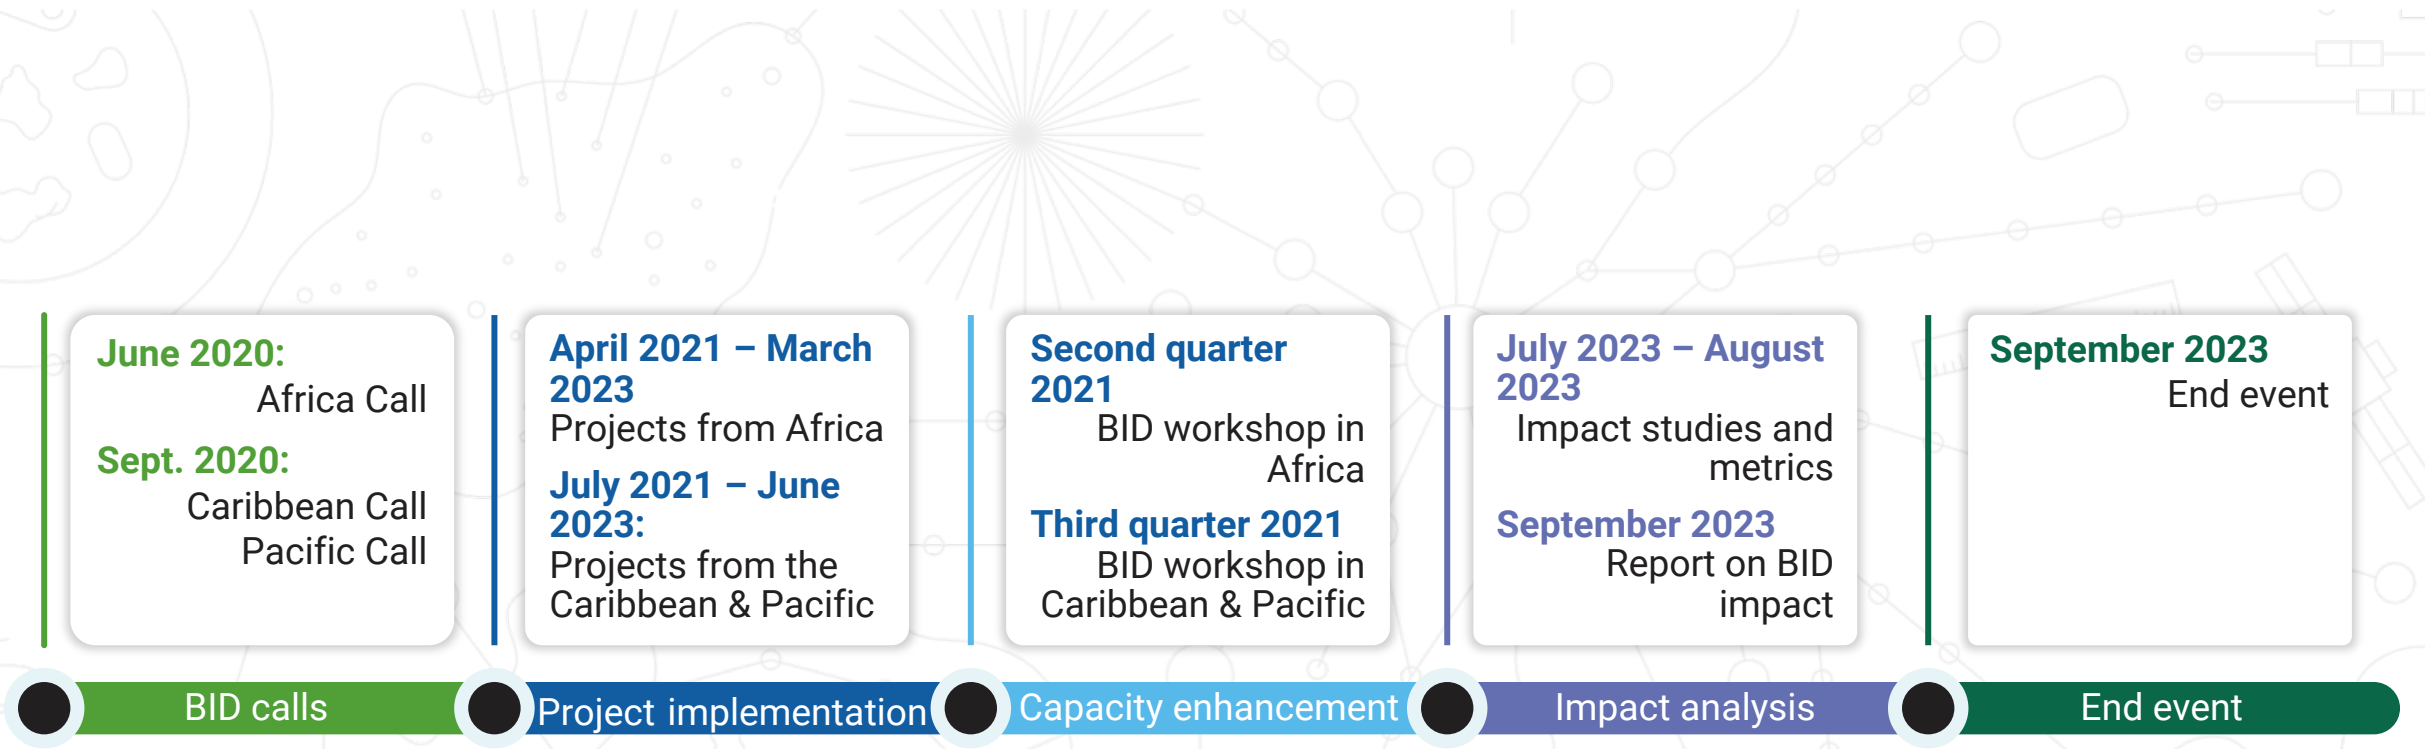 June 2020:
Africa Call
Sept. 2020:
Caribbean Call
Pacific Call
April 2021 – March
2023
Projects from Africa
July 2021 – June
2023:
Projects from the
Caribbean & Pacific
Second quarter
2021
BID workshop in
Africa
Third quarter 2021
BID workshop in
Caribbean & Pacific
July 2023 – August
2023
Impact studies and
metrics
September 2023
Report on BID
impact
September 2023
End event
BID calls
Project implementation
Capacity enhancement
Impact analysis
End event